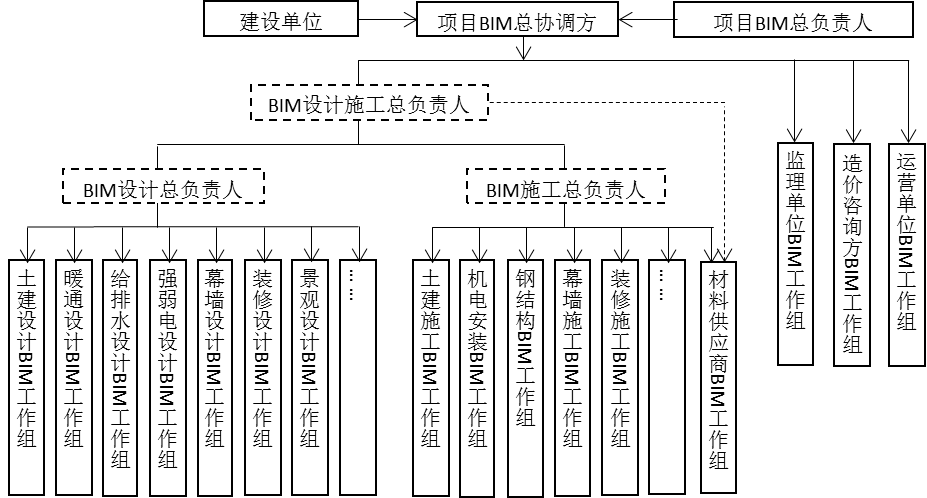 建设单位
项目BIM总协调方
项目BIM总负责人
BIM设计施工总负责人
BIM设计总负责人
BIM施工总负责人
监理单位BIM工作组
造价咨询方BIM工作组
运营单位BIM工作组
土建设计BIM工作组
暖通设计BIM工作组
给排水设计BIM工作组
强弱电设计BIM工作组
幕墙设计BIM工作组
装修设计BIM工作组
景观设计BIM工作组
……
土建施工BIM工作组
机电安装BIM工作组
钢结构BIM工作组
幕墙施工BIM工作组
装修施工BIM工作组
……
材料供应商BIM工作组